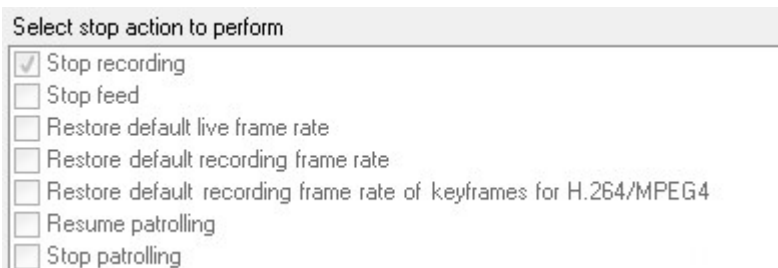 Select stop action to perform
Stop recording
Stop feed
Restore default live frame rate
Restore default recording frame rate
Restore default recording frame rate of keyframes for H.264/MPEG4
Resume patrolling
Stop patrolling